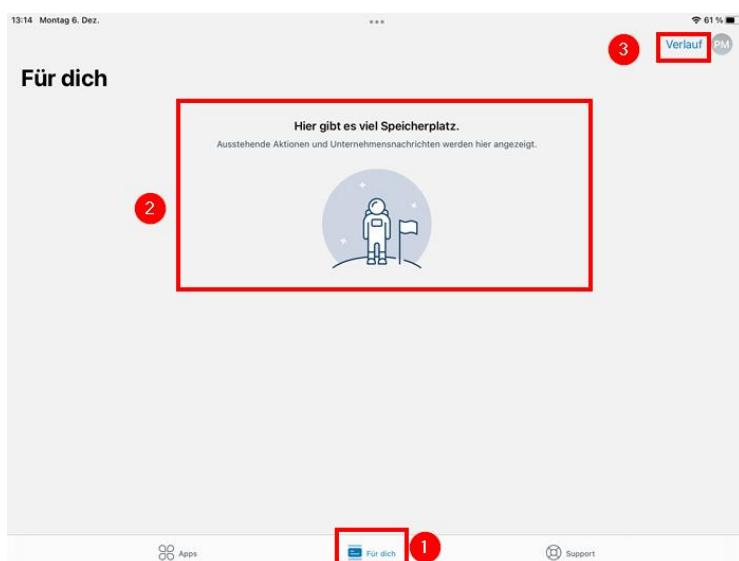 13:14 Montag 6. Dez.
61 %
3
Verlauf PM
Für dich
Hier gibt es viel Speicherplatz.
Ausstehende Aktionen und Unternehmensnachrichten werden hier angezeigt.
2
Apps
Für dich
1
Support